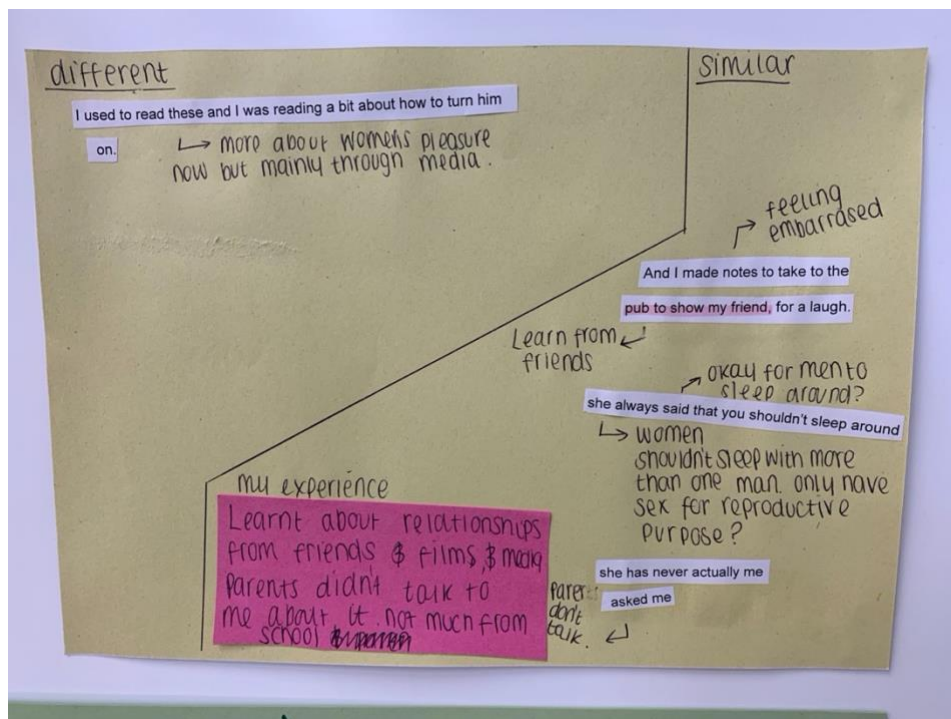 different
I used to read these and I was reading a bit about how to turn him
on.
↳ more about womens pleasure
now but mainly through media.
similar
feeling
embarrased
And I made notes to take to the
pub to show my friend, for a laugh.
Learn from
friends
okay for men to
sleep around?
she always said that you shouldn't sleep around
↳ women
shouldn't sleep with more
than one man. only have
sex for reproductive
purpose?
my experience
Learnt about relationships
from friends & films & media
Parents didn't talk to
me about it not much from
school
she has never actually me
asked me
don't
talk.